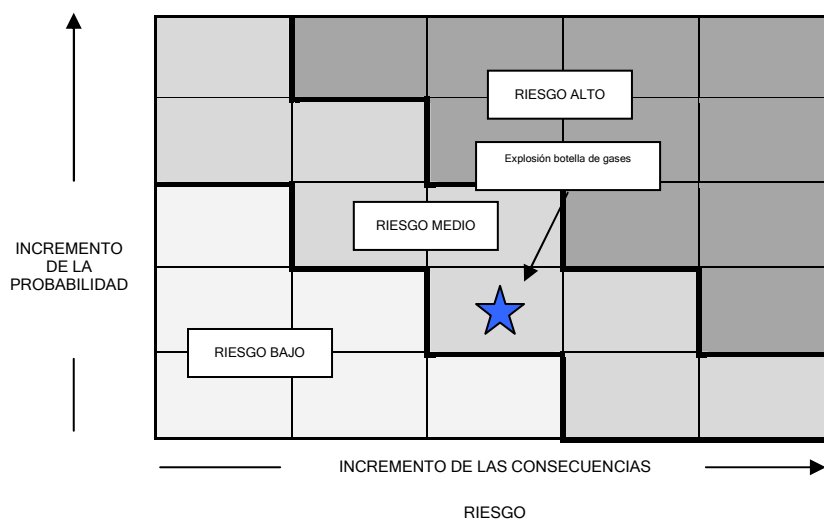 RIESGO ALTO
Explosión botella de gases
RIESGO MEDIO
INCREMENTO
DE LA
PROBABILIDAD
RIESGO BAJO
INCREMENTO DE LAS CONSECUENCIAS
RIESGO